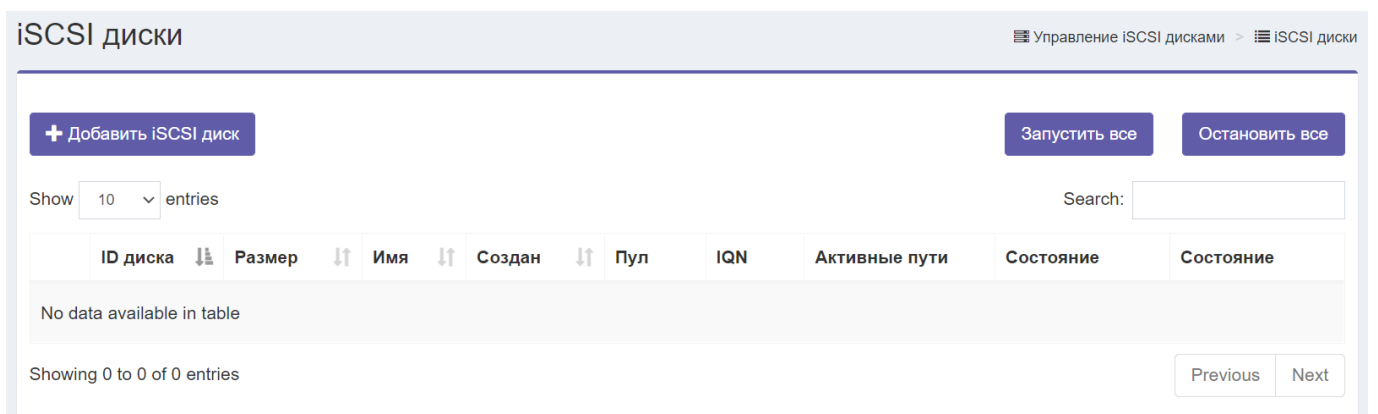 iSCSI диски
Управление iSCSI дисками > iSCSI диски
Добавить iSCSI диск
Запустить все
Остановить все
Show 10 entries
Search:
ID диска Размер Имя Создан Пул IQN Активные пути Состояние Состояние
No data available in table
Showing 0 to 0 of 0 entries
Previous Next